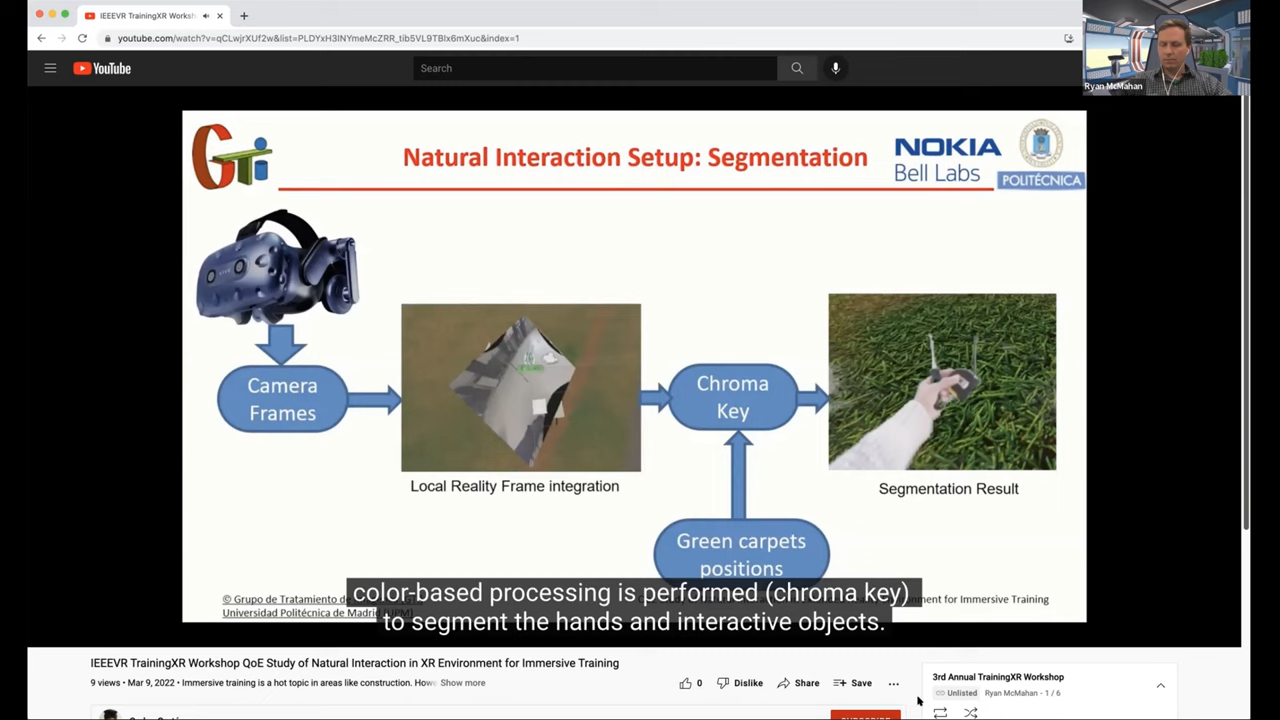 IEEEVR TrainingXR Worksh
youtube.com/watch?v=qCLwjrXUf2w&list=PLDYxH3lNYmeMcZRR_tib5VL9TBlx6mXuc&index=1
YouTube
Search
Ryan McMahan
GTi
Natural Interaction Setup: Segmentation
NOKIA
Bell Labs
POLITÉCNICA
Camera
Frames
Chroma
Key
Local Reality Frame integration
Segmentation Result
Green carpets
positions
color-based processing is performed (chroma key)
to segment the hands and interactive objects.
© Grupo de Tratamiento de
Universidad Politécnica de Madrid (UPM)
ronment for Immersive Training
IEEEVR TrainingXR Workshop QoE Study of Natural Interaction in XR Environment for Immersive Training
9 views • Mar 9, 2022 • Immersive training is a hot topic in areas like construction. Howe Show more
0
Dislike
Share
Save
3rd Annual TrainingXR Workshop
Unlisted Ryan McMahan - 1 / 6